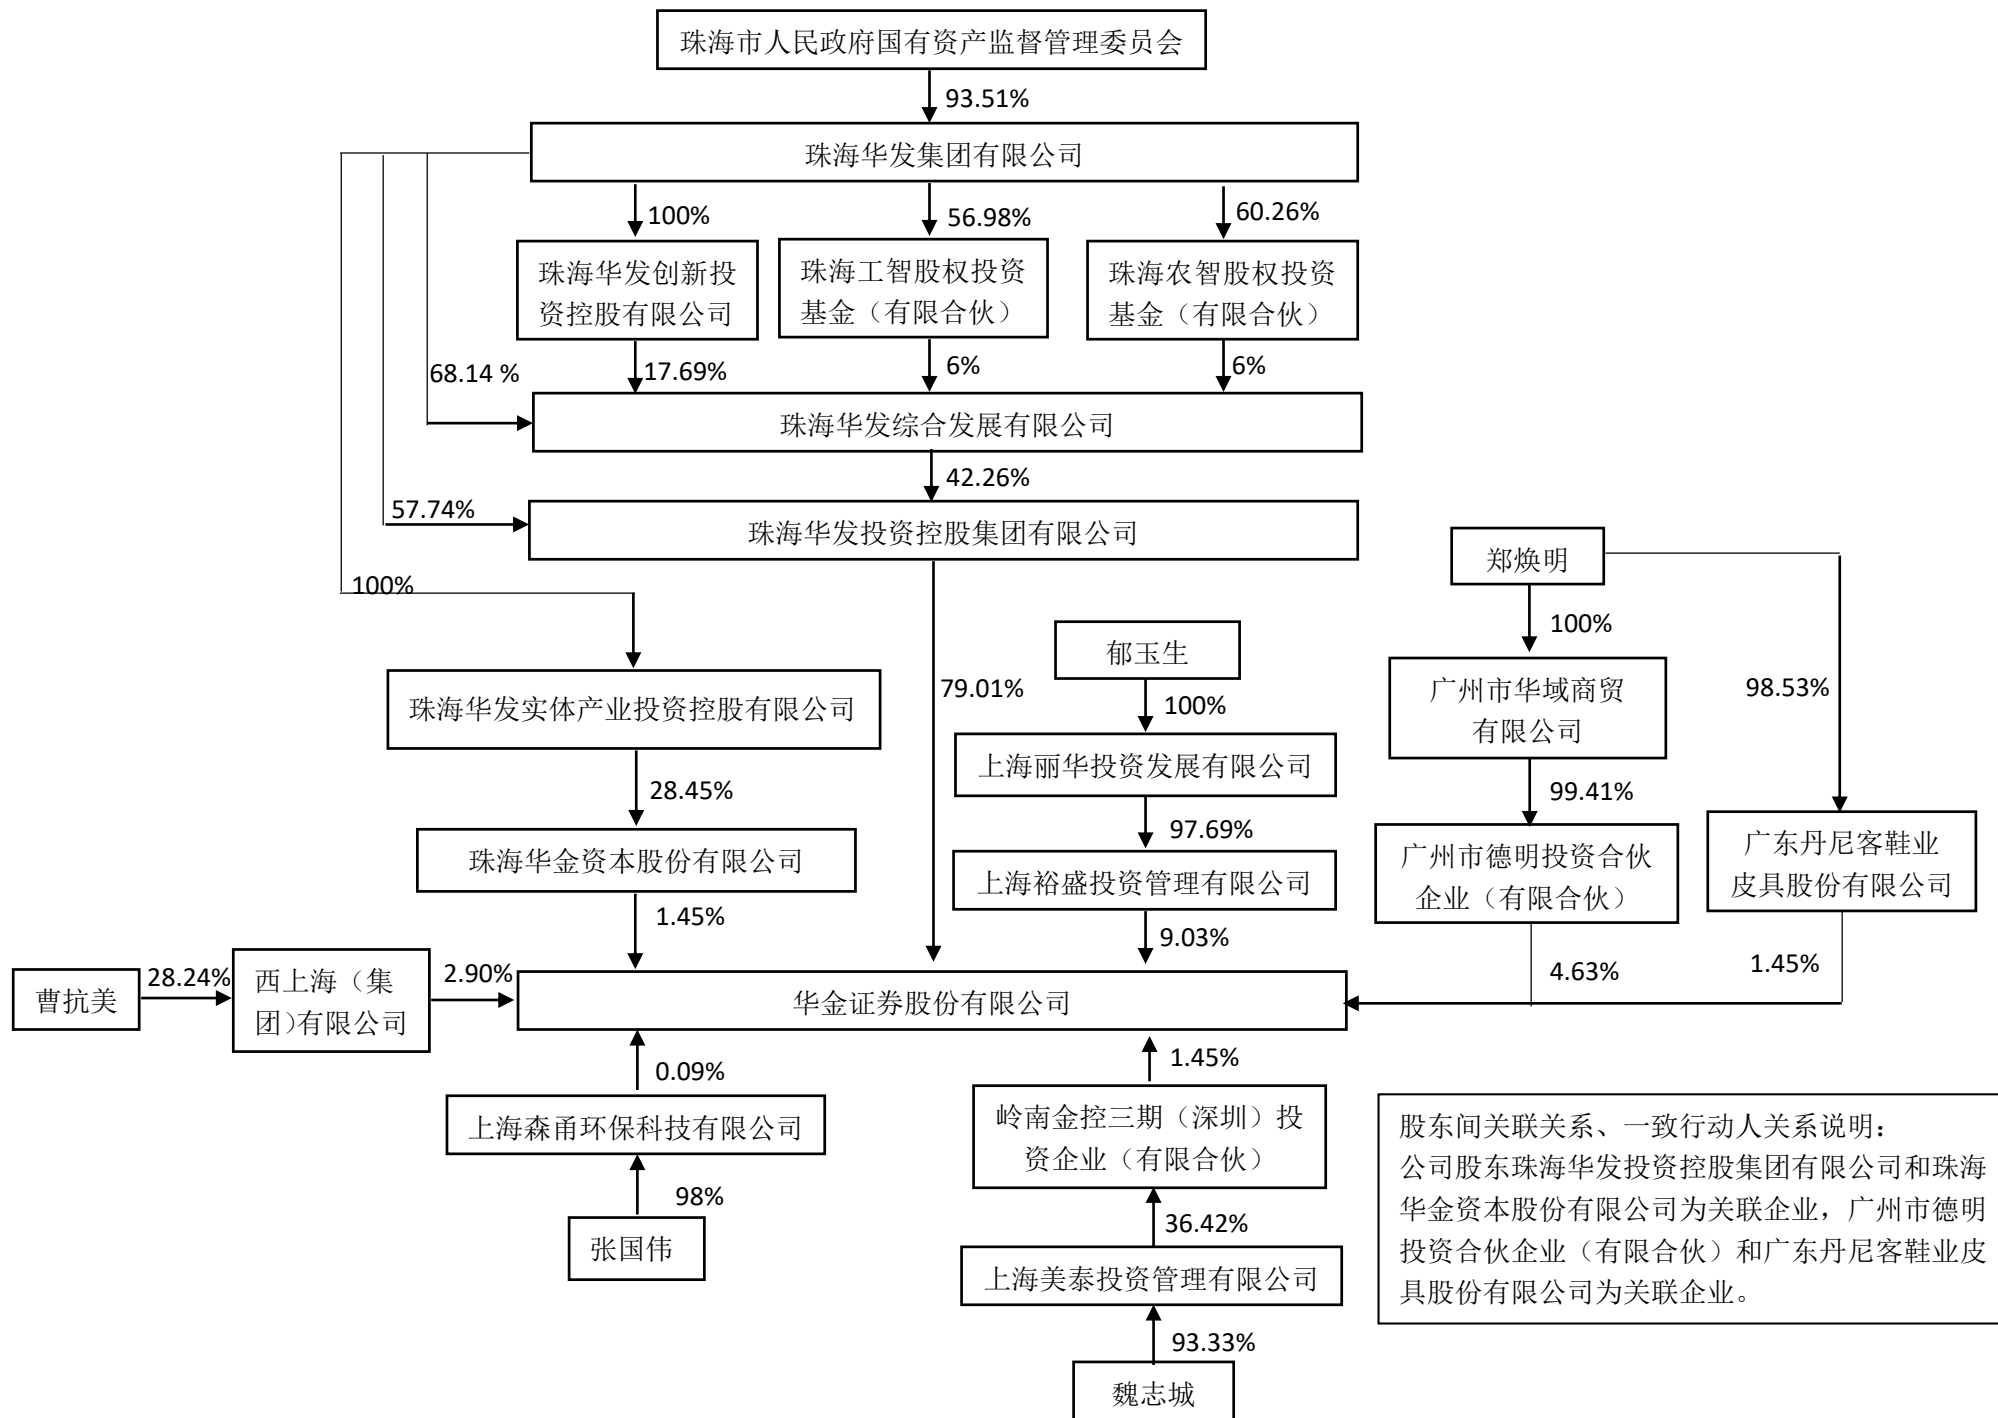 珠海市人民政府国有资产监督管理委员会
93.51%
珠海华发集团有限公司
100%
56.98%
60.26%
珠海华发创新投
资控股有限公司
珠海工智股权投资
基金（有限合伙）
珠海农智股权投资
基金（有限合伙）
68.14 %
17.69%
6%
6%
珠海华发综合发展有限公司
42.26%
57.74%
珠海华发投资控股集团有限公司
郑焕明
100%
100%
郁玉生
79.01%
珠海华发实体产业投资控股有限公司
100%
广州市华域商贸
有限公司
98.53%
上海丽华投资发展有限公司
28.45%
97.69%
99.41%
珠海华金资本股份有限公司
上海裕盛投资管理有限公司
广州市德明投资合伙
企业（有限合伙）
广东丹尼客鞋业
皮具股份有限公司
1.45%
9.03%
4.63%
1.45%
曹抗美
28.24%
西上海（集
团)有限公司
2.90%
华金证券股份有限公司
0.09%
1.45%
上海森甬环保科技有限公司
岭南金控三期（深圳）投
资企业（有限合伙）
98%
36.42%
张国伟
上海美泰投资管理有限公司
93.33%
魏志城
股东间关联关系、一致行动人关系说明：
公司股东珠海华发投资控股集团有限公司和珠海
华金资本股份有限公司为关联企业，广州市德明
投资合伙企业（有限合伙）和广东丹尼客鞋业皮
具股份有限公司为关联企业。